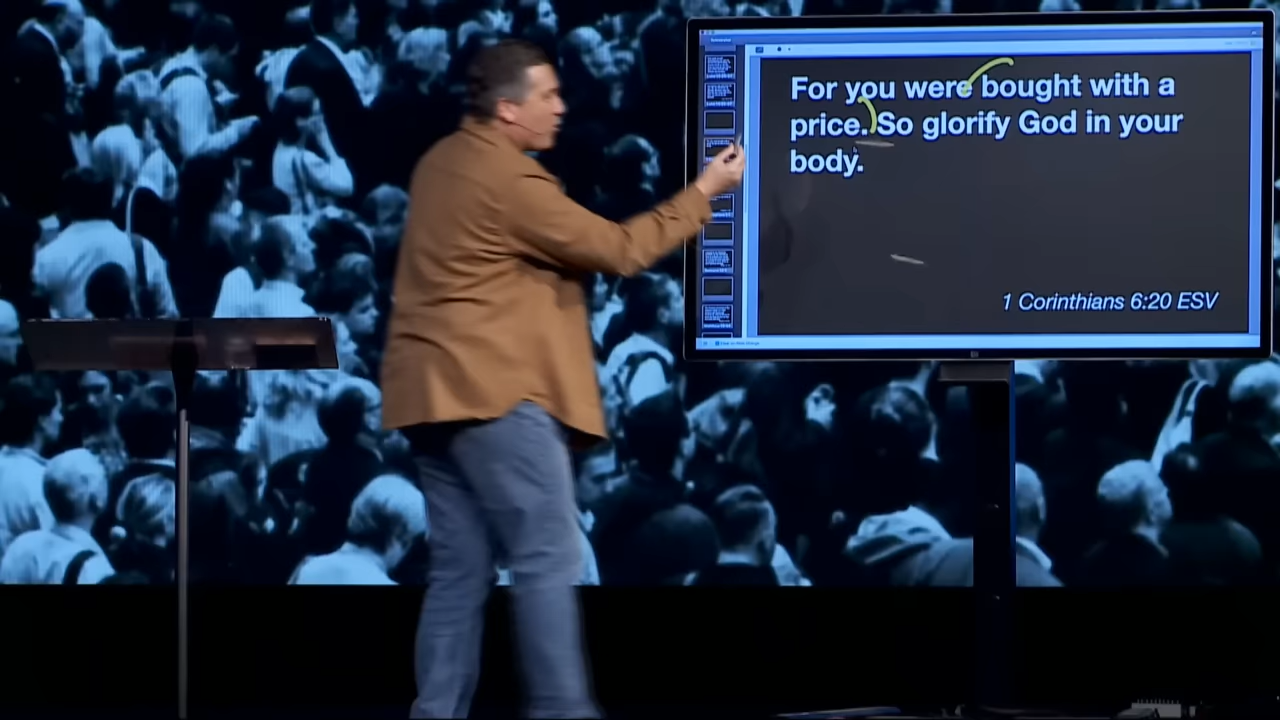 For you were bought with a
price. So glorify God in your
body.
1 Corinthians 6:20 ESV